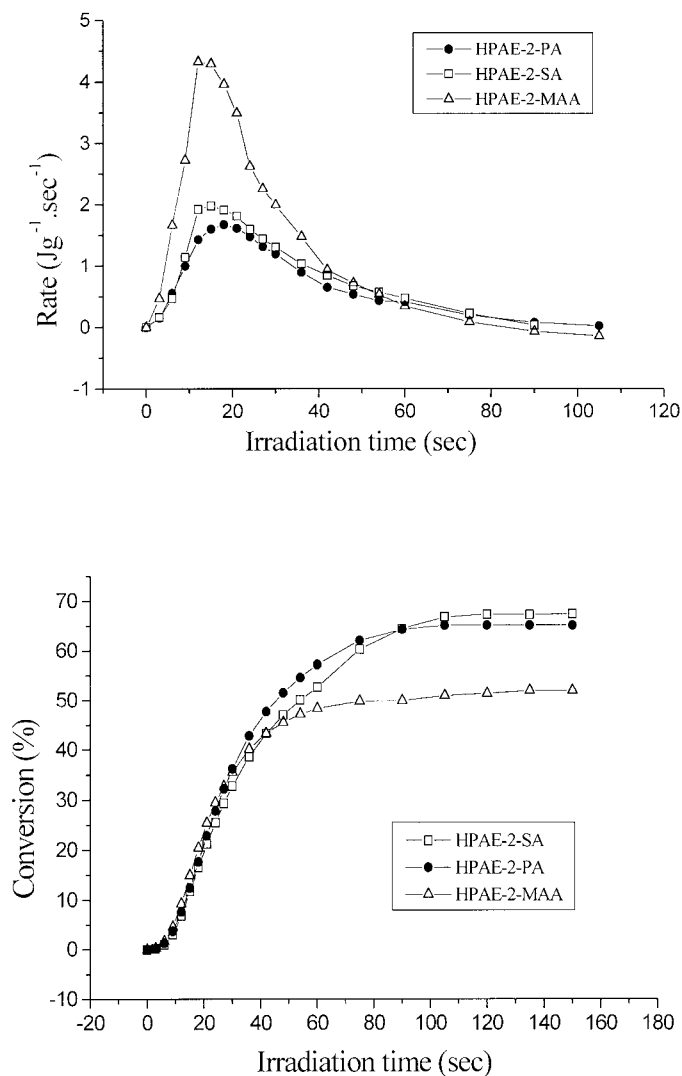 5
4
3
2
1
0
-1
Rate (Jg⁻¹.sec⁻¹)
HPAE-2-PA
HPAE-2-SA
HPAE-2-MAA
0 20 40 60 80 100 120
Irradiation time (sec)
70
60
50
40
30
20
10
0
-10
Conversion (%)
HPAE-2-SA
HPAE-2-PA
HPAE-2-MAA
-20 0 20 40 60 80 100 120 140 160 180
Irradiation time (sec)